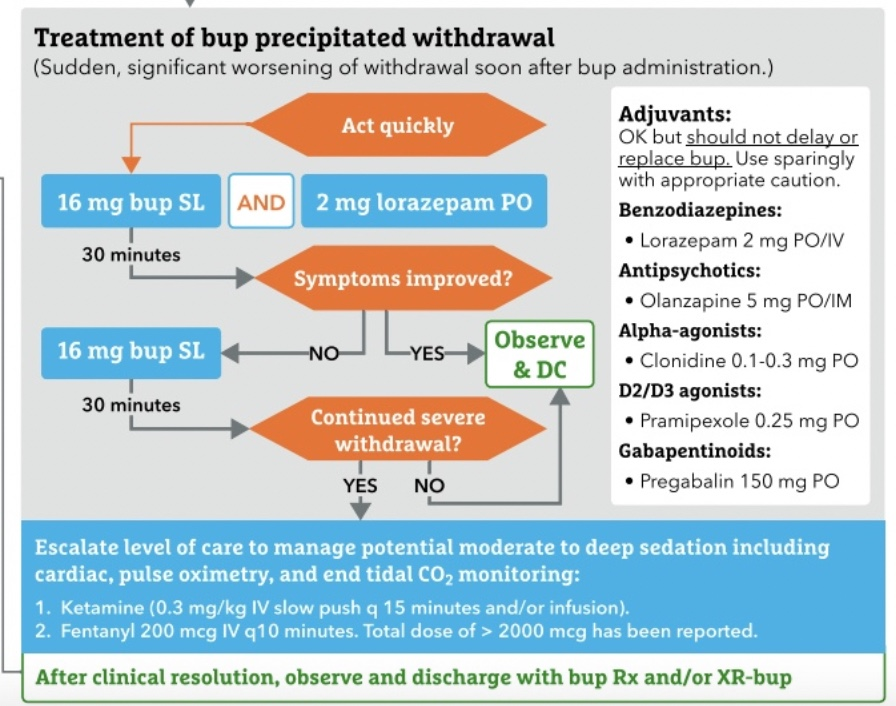 Treatment of bup precipitated withdrawal
(Sudden, significant worsening of withdrawal soon after bup administration.)
Act quickly
16 mg bup SL
AND
2 mg lorazepam PO
30 minutes
Symptoms improved?
NO
YES
16 mg bup SL
Observe
& DC
30 minutes
Continued severe
withdrawal?
YES
NO
Adjuvants:
OK but should not delay or
replace bup. Use sparingly
with appropriate caution.
Benzodiazepines:
• Lorazepam 2 mg PO/IV
Antipsychotics:
• Olanzapine 5 mg PO/IM
Alpha-agonists:
• Clonidine 0.1-0.3 mg PO
D2/D3 agonists:
• Pramipexole 0.25 mg PO
Gabapentinoids:
• Pregabalin 150 mg PO
Escalate level of care to manage potential moderate to deep sedation including
cardiac, pulse oximetry, and end tidal CO₂ monitoring:
1. Ketamine (0.3 mg/kg IV slow push q 15 minutes and/or infusion).
2. Fentanyl 200 mcg IV q10 minutes. Total dose of > 2000 mcg has been reported.
After clinical resolution, observe and discharge with bup Rx and/or XR-bup